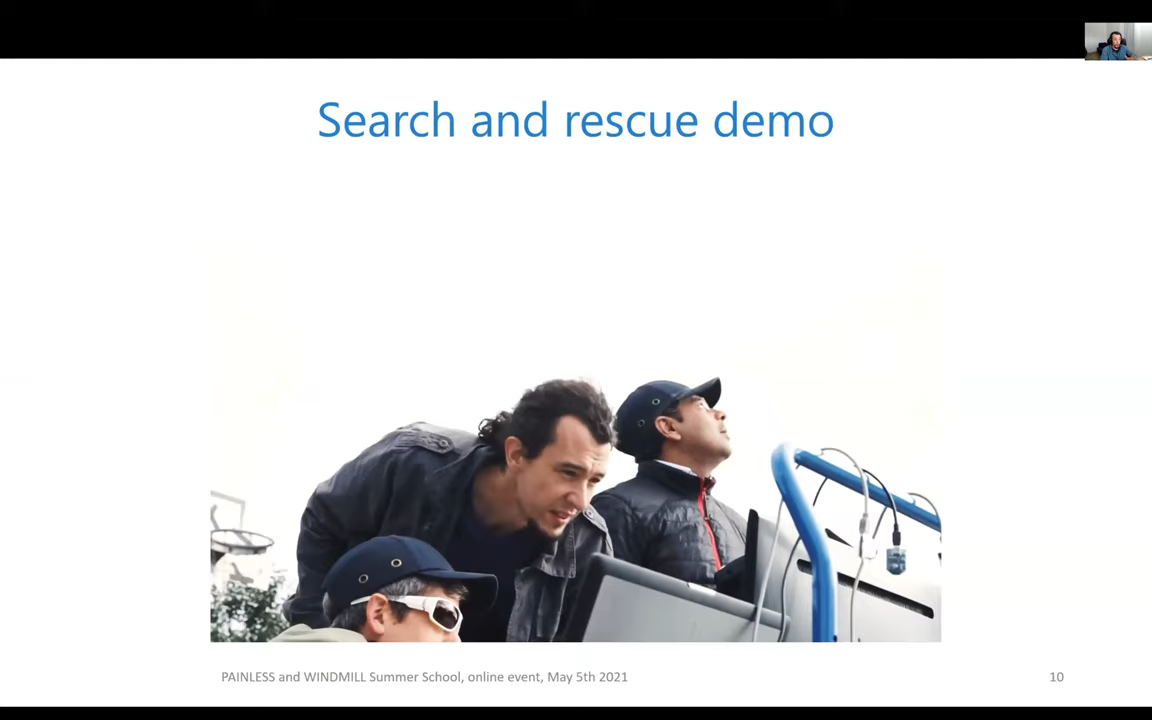 Search and rescue demo
PAINLESS and WINDMILL Summer School, online event, May 5th 2021
10